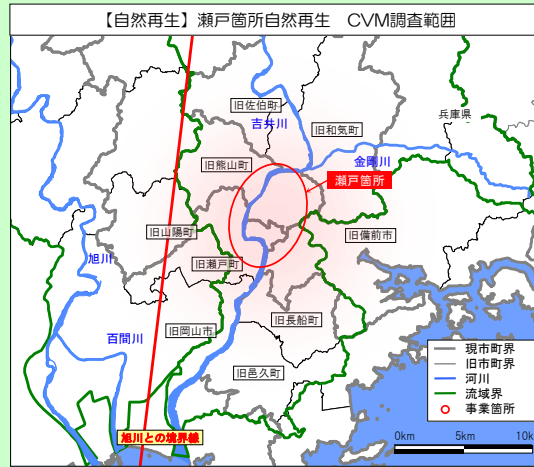 【自然再生】瀬戸箇所自然再生　CVM調査範囲
旧佐伯町
吉井川
旧和気町
兵庫県
旧熊山町
金剛川
瀬戸箇所
旧山陽町
旧備前市
旭川
旧瀬戸町
百間川
旧岡山市
旧長船町
旧邑久町
旭川との境界線
現市町界
旧市町界
河川
流域界
事業箇所
0km 5km 10k